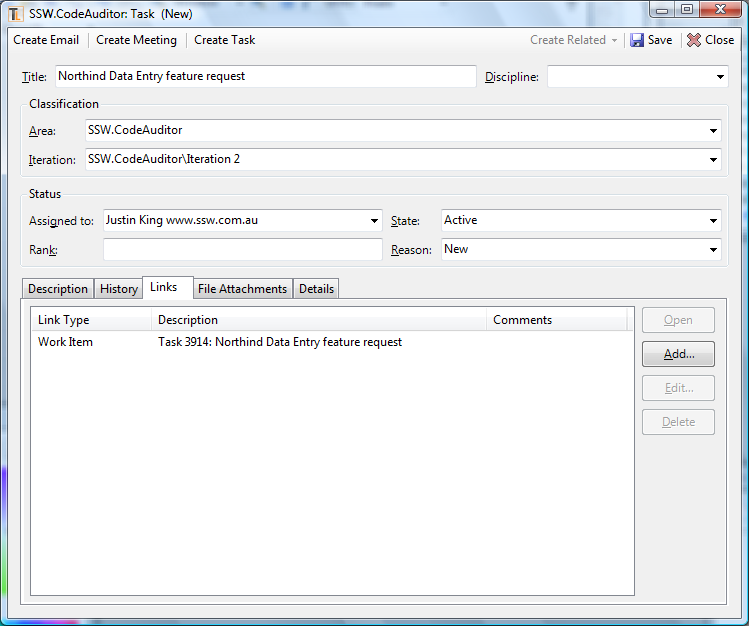 SSW.CodeAuditor: Task (New)
Create Email Create Meeting Create Task Create Related Save Close
Title: Northind Data Entry feature request Discipline:
Classification
Area: SSW.CodeAuditor
Iteration: SSW.CodeAuditor\Iteration 2
Status
Assigned to: Justin King www.ssw.com.au State: Active
Rank: Reason: New
Description History Links File Attachments Details
Link Type Description Comments Open
Work Item Task 3914: Northind Data Entry feature request Add...
Edit...
Delete